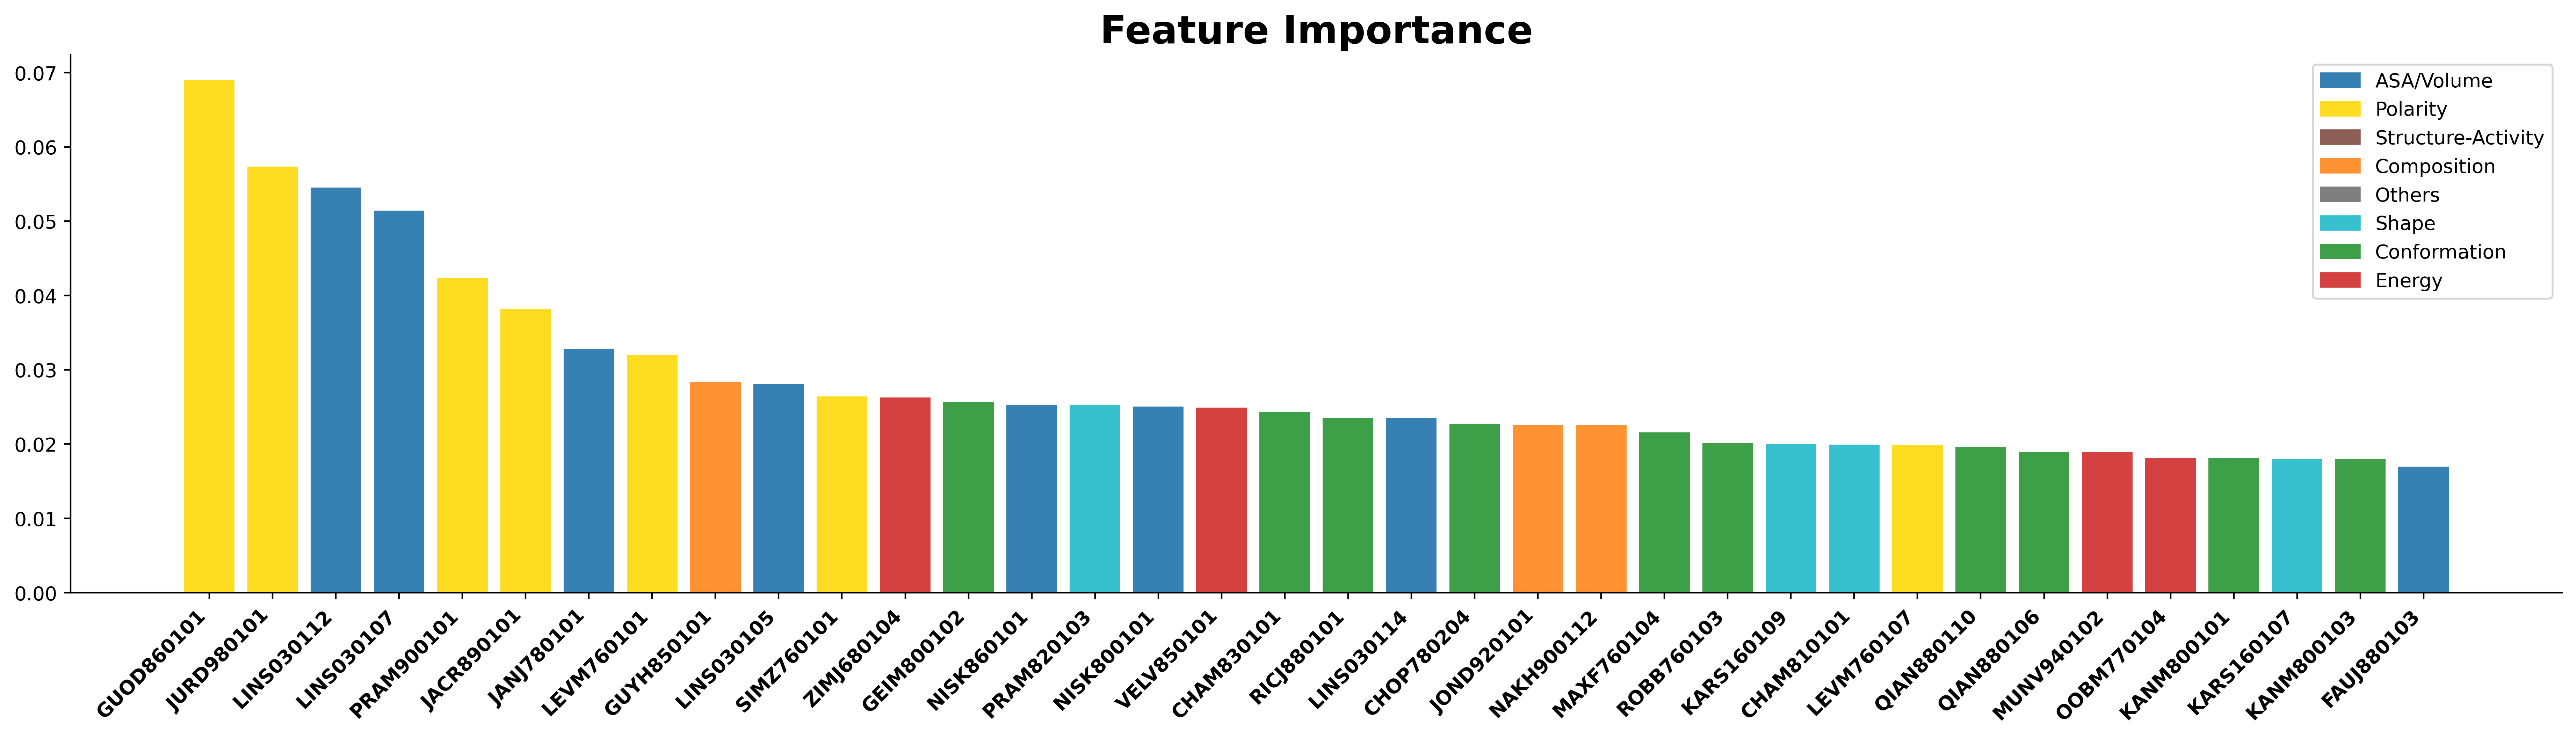 Feature Importance
0.07
0.06
0.05
0.04
0.03
0.02
0.01
0.00
ASA/Volume
Polarity
Structure-Activity
Composition
Others
Shape
Conformation
Energy
GUOD860101
JURD980101
LINS030112
LINS030107
PRAM900101
JACR890101
JANJ780101
LEVM760101
GUYH850101
LINS030105
SIMZ760101
ZIMJ680104
GEIM800102
NISK860101
PRAM820103
NISK800101
VELV850101
CHAM830101
RICJ880101
LINS030114
CHOP780204
JOND920101
NAKH900112
MAXF760104
ROBB760103
KARS160109
CHAM810101
LEVM760107
QIAN880110
QIAN880106
MUNV940102
OOBM770104
KANM800101
KARS160107
KANM800103
FAUJ880103